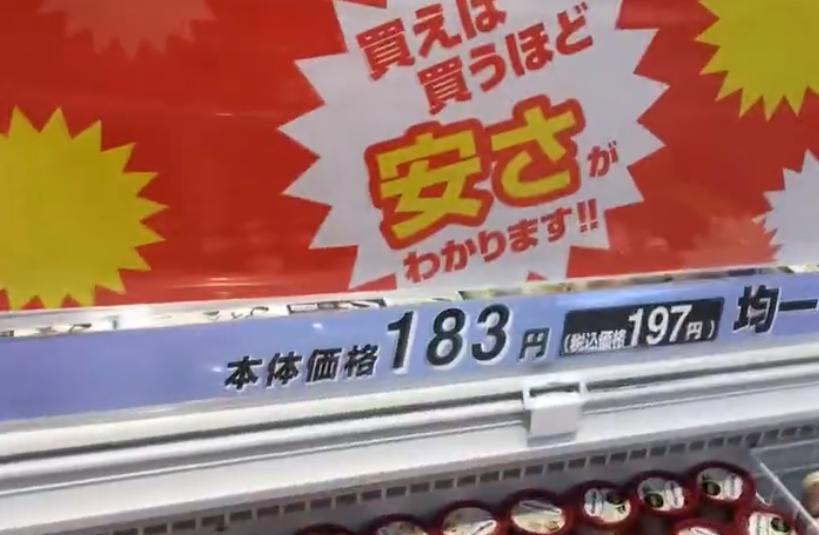 買えば
買うほど
安さが
わかります!!
本体価格183円 (税込価格197円) 均一